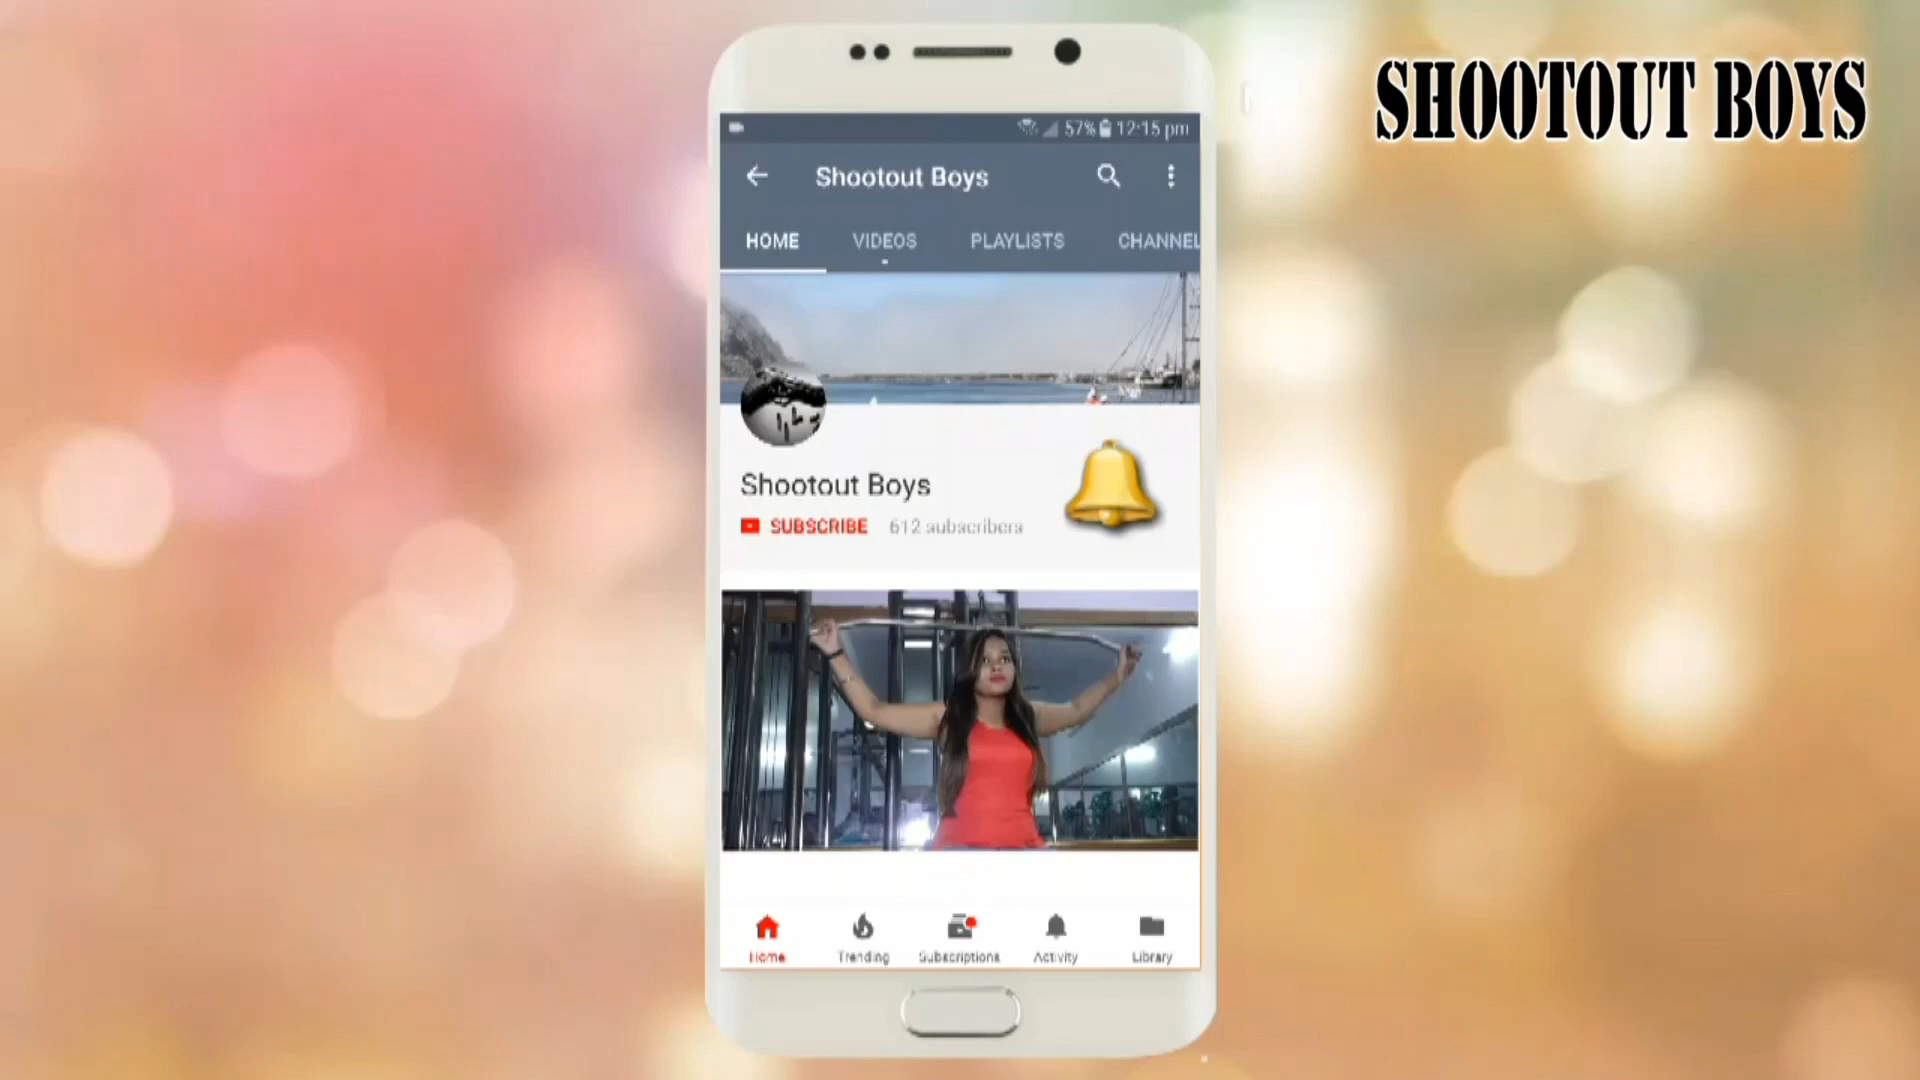 SHOOTOUT BOYS
57% 12:15 pm
Shootout Boys
HOME VIDEOS PLAYLISTS CHANNEL
Shootout Boys
SUBSCRIBE 612 subscribers
Home Trending Subscriptions Activity Library